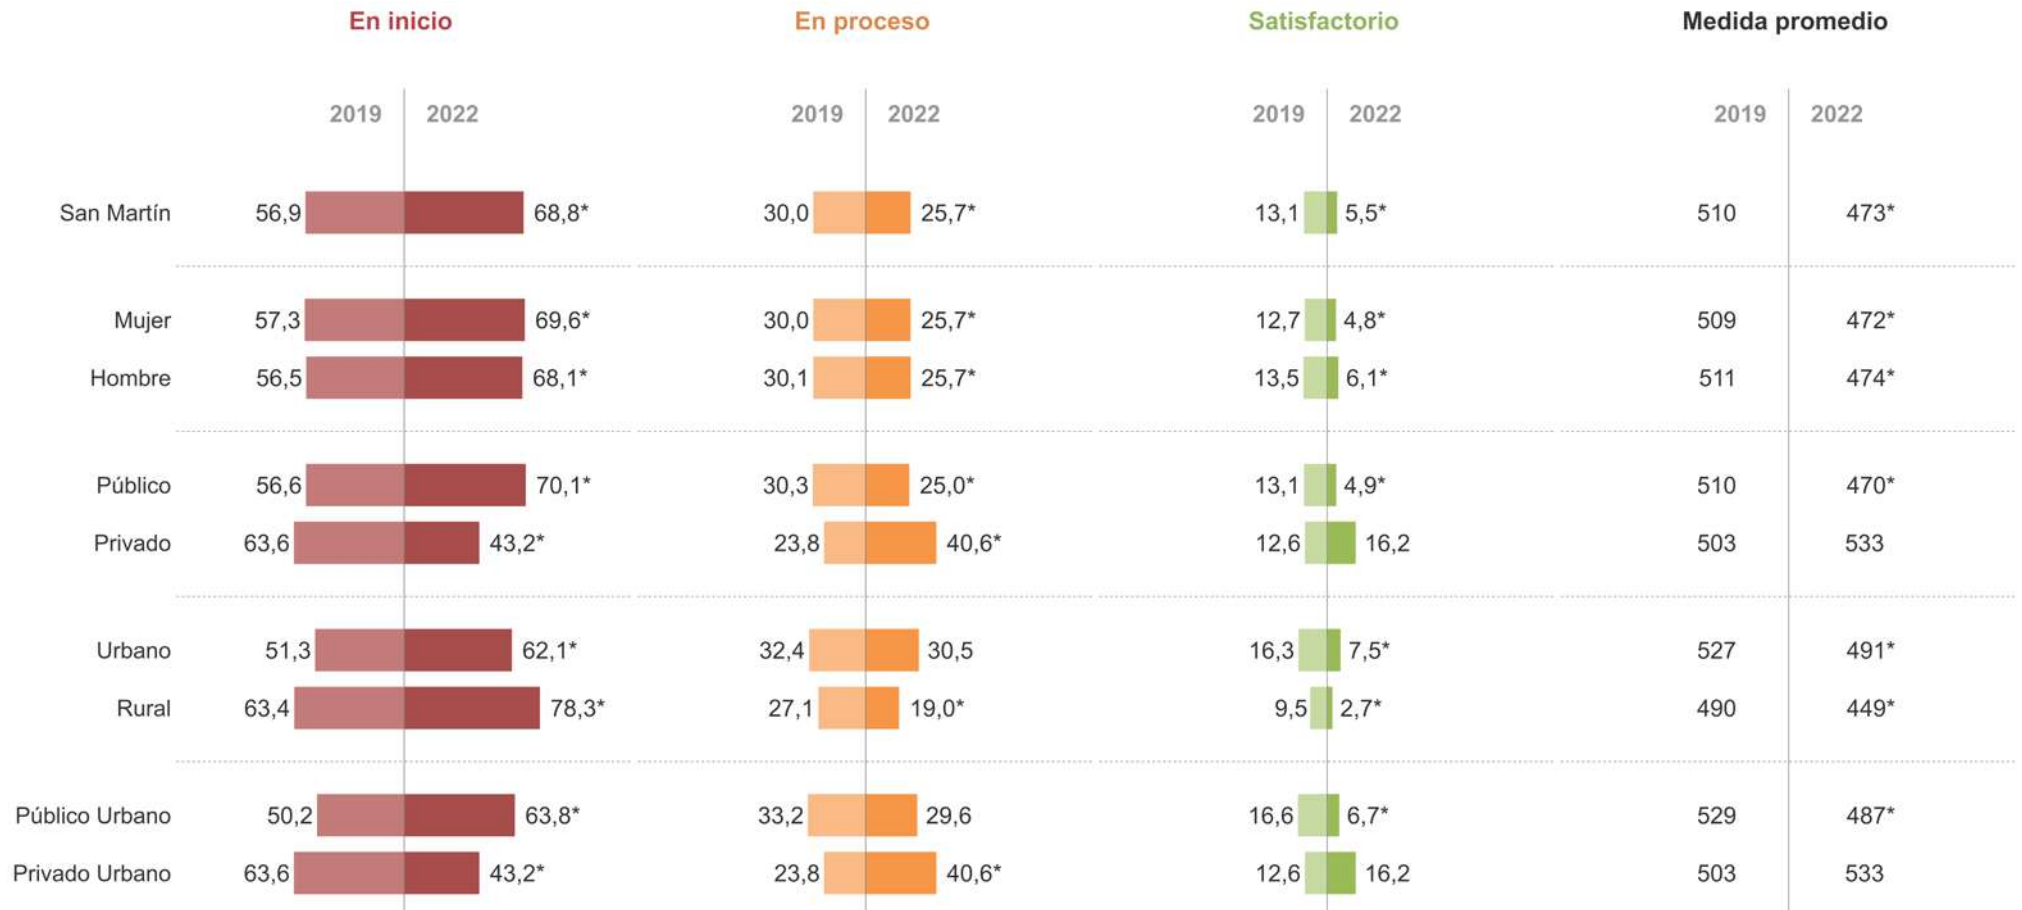 En inicio En proceso Satisfactorio Medida promedio
2019 2022 2019 2022 2019 2022 2019 2022
San Martín 56,9 68,8* 30,0 25,7* 13,1 5,5* 510 473*
Mujer 57,3 69,6* 30,0 25,7* 12,7 4,8* 509 472*
Hombre 56,5 68,1* 30,1 25,7* 13,5 6,1* 511 474*
Público 56,6 70,1* 30,3 25,0* 13,1 4,9* 510 470*
Privado 63,6 43,2* 23,8 40,6* 12,6 16,2 503 533
Urbano 51,3 62,1* 32,4 30,5 16,3 7,5* 527 491*
Rural 63,4 78,3* 27,1 19,0* 9,5 2,7* 490 449*
Público Urbano 50,2 63,8* 33,2 29,6 16,6 6,7* 529 487*
Privado Urbano 63,6 43,2* 23,8 40,6* 12,6 16,2 503 533